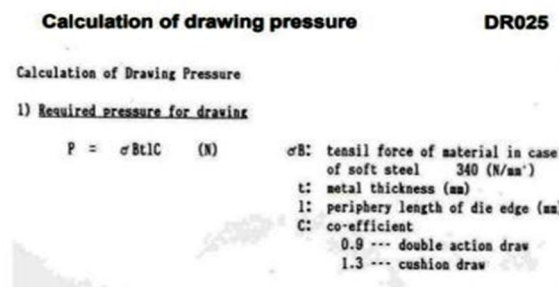 Calculation of drawing pressure DR025
Calculation of Drawing Pressure
1) Required pressure for drawing
P = σBtlC (N) σB: tensil force of material in case
of soft steel 340 (N/mm²)
t: metal thickness (mm)
l: periphery length of die edge (mm)
C: co-efficient
0.9 --- double action draw
1.3 --- cushion draw